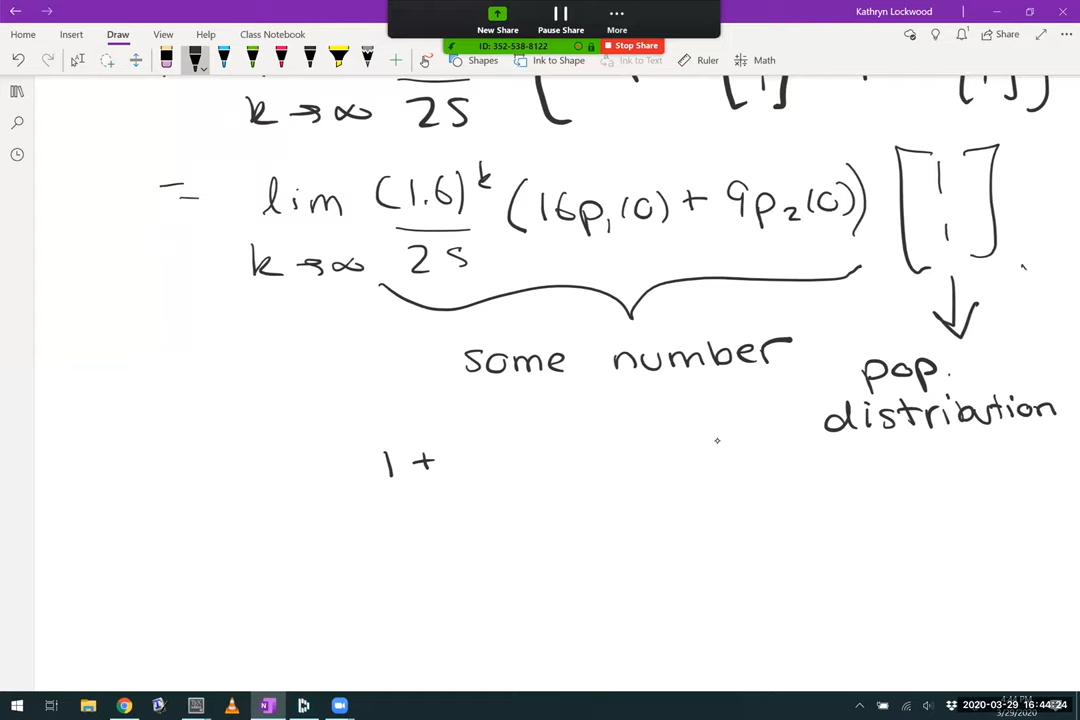 Kathryn Lockwood
New Share Pause Share More
ID: 352-538-8122 Stop Share
Home Insert Draw View Help Class Notebook Share
Shapes Ink to Shape Ink to Text Ruler Math
k → ∞ 25 [1] [1]
= lim (1.6)^k (16p₁(0) + 9p₂(0)) [1
k → ∞ 25 1]
some number
pop.
distribution
1 +
2020-03-29 16:44:24